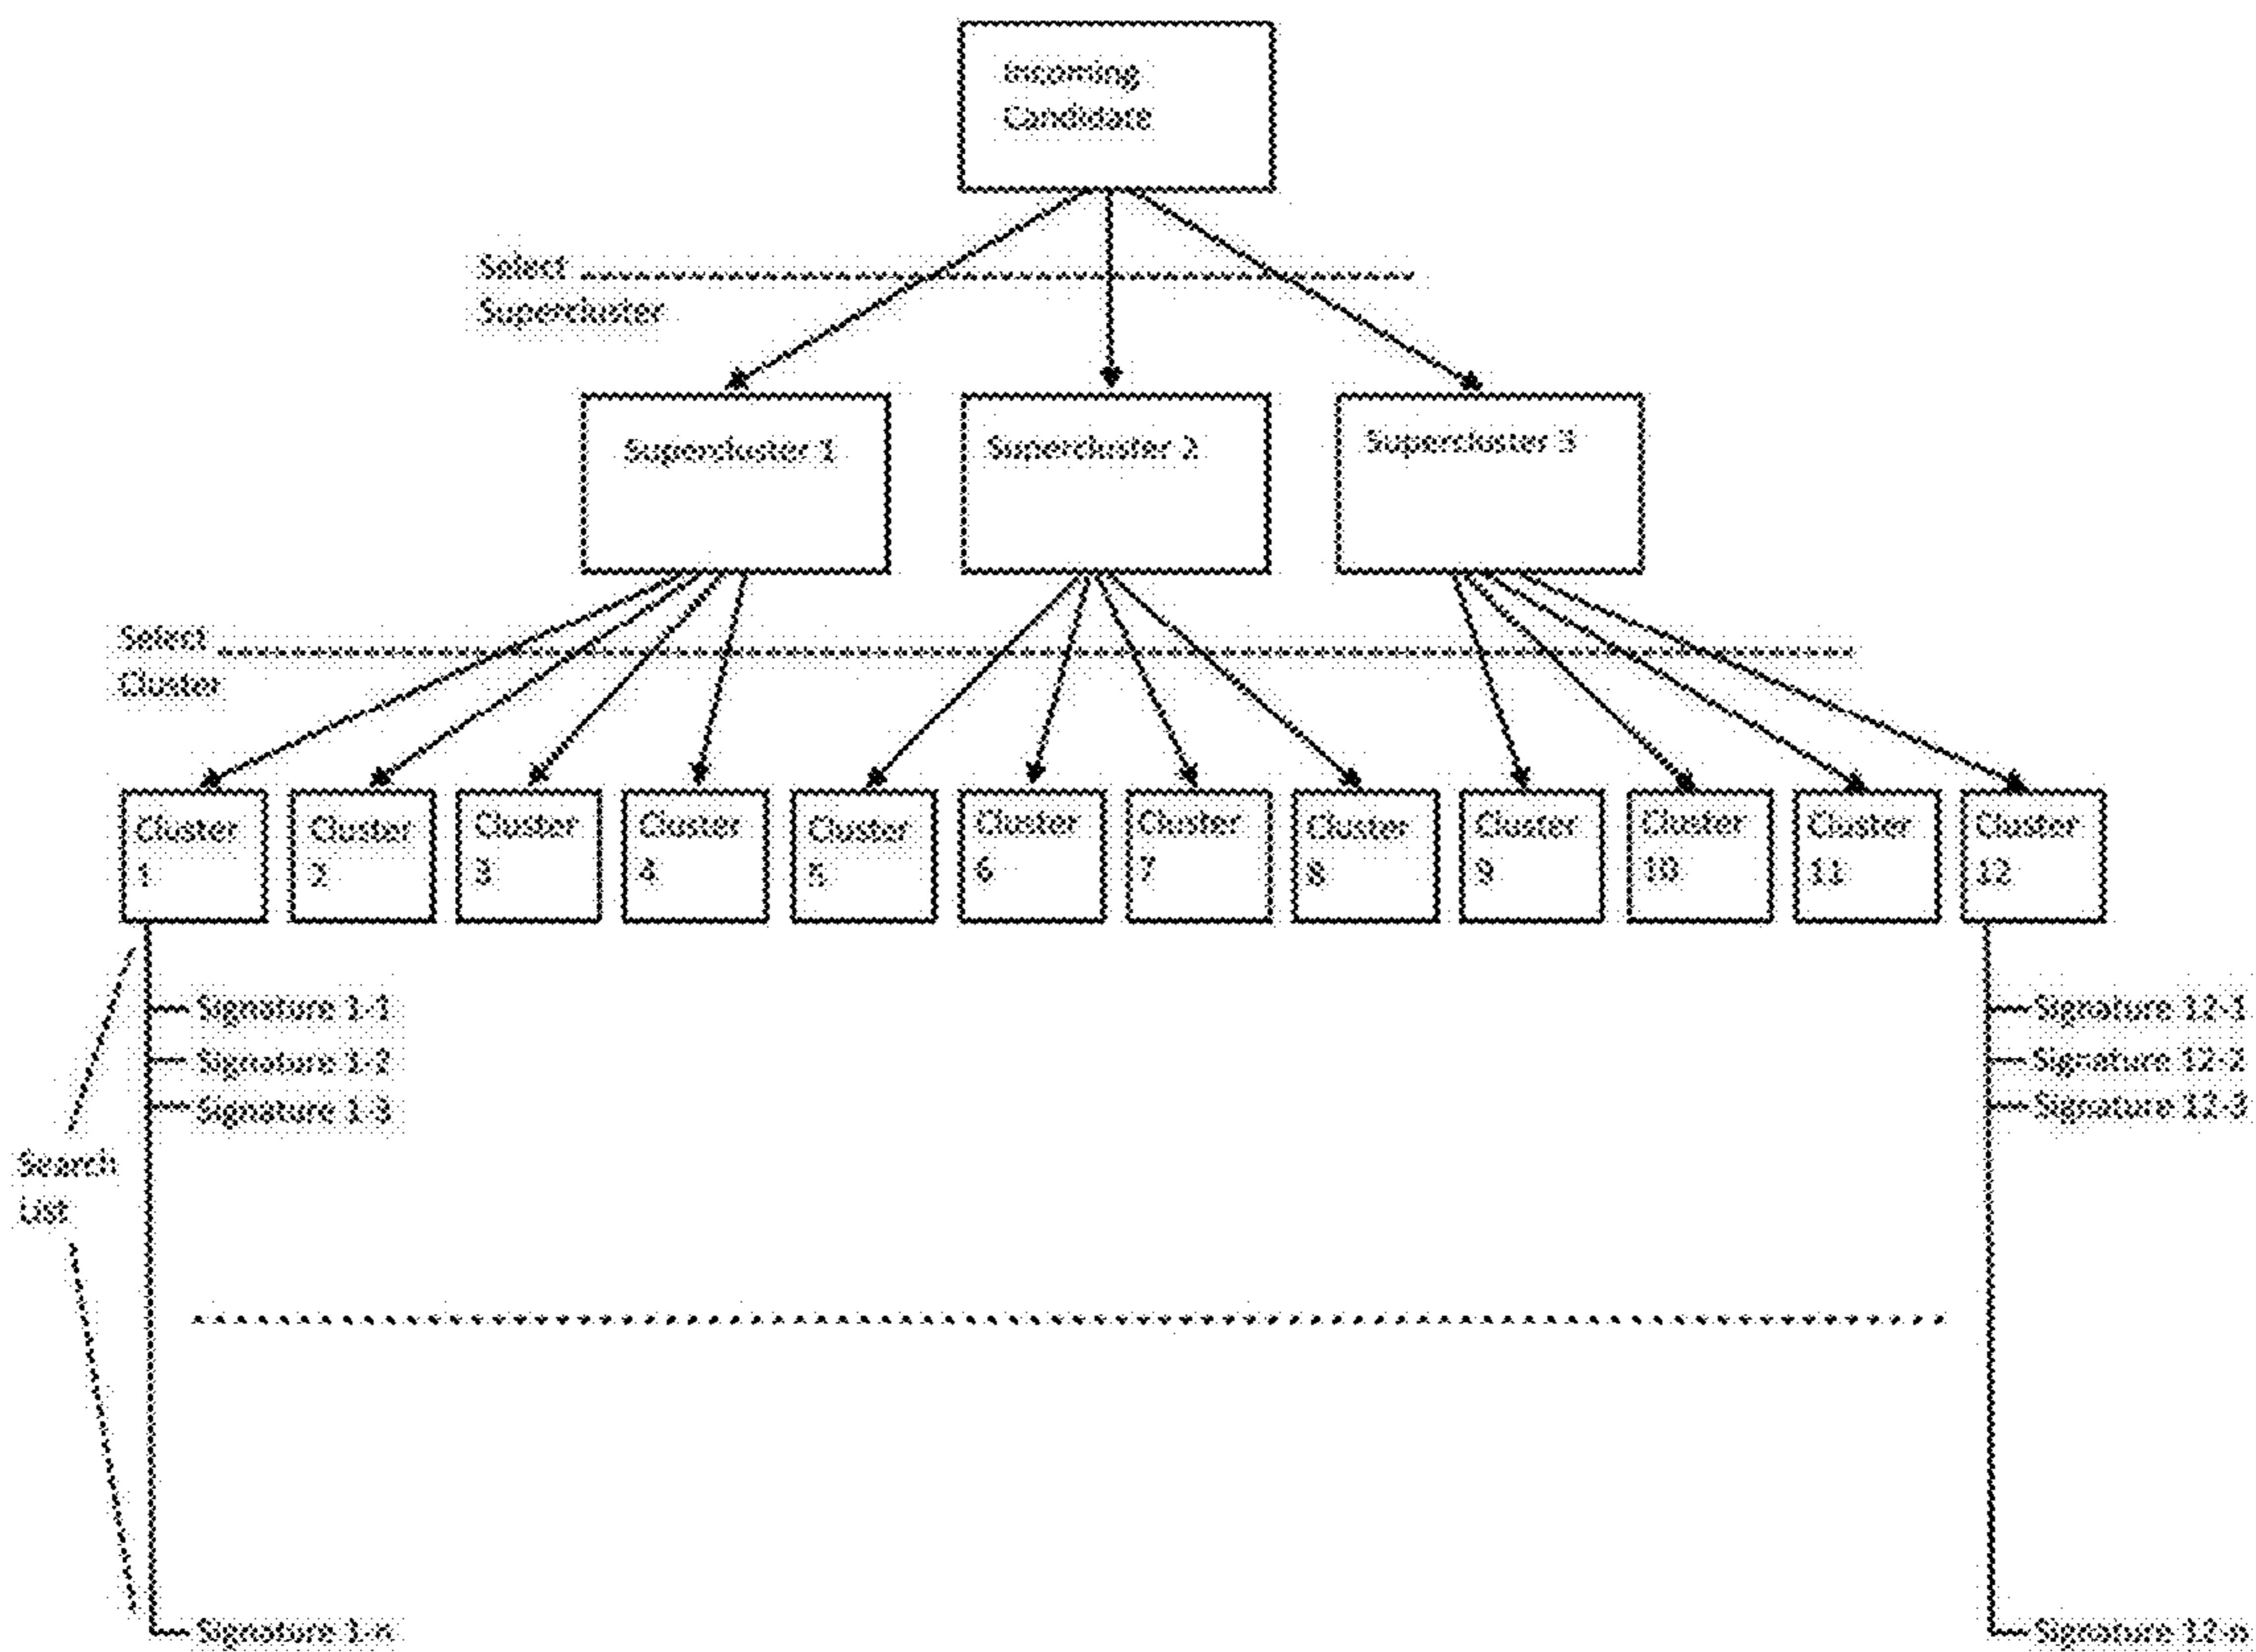 Incoming
Candidate
Select
Supercluster
Supercluster 1
Supercluster 2
Supercluster 3
Select
Cluster
Cluster
1
Cluster
2
Cluster
3
Cluster
4
Cluster
5
Cluster
6
Cluster
7
Cluster
8
Cluster
9
Cluster
10
Cluster
11
Cluster
12
Signature 1-1
Signature 1-2
Signature 1-3
Search
List
Signature 1-n
Signature 12-1
Signature 12-2
Signature 12-3
Signature 12-n